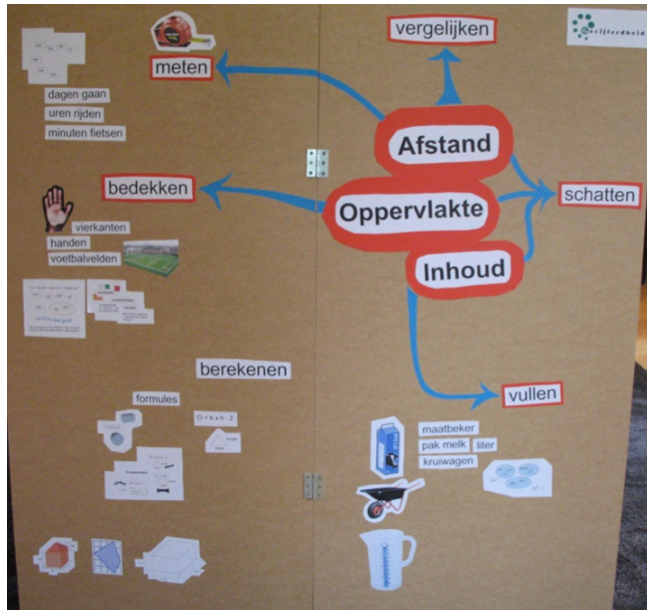 vergelijken
meten
dagen gaan
uren rijden
minuten fietsen
Afstand
bedekken
Oppervlakte
schatten
vierkanten
handen
voetbalvelden
Inhoud
berekenen
vullen
formules
O = b x h : 2
maatbeker
pak melk
liter
kruiwagen